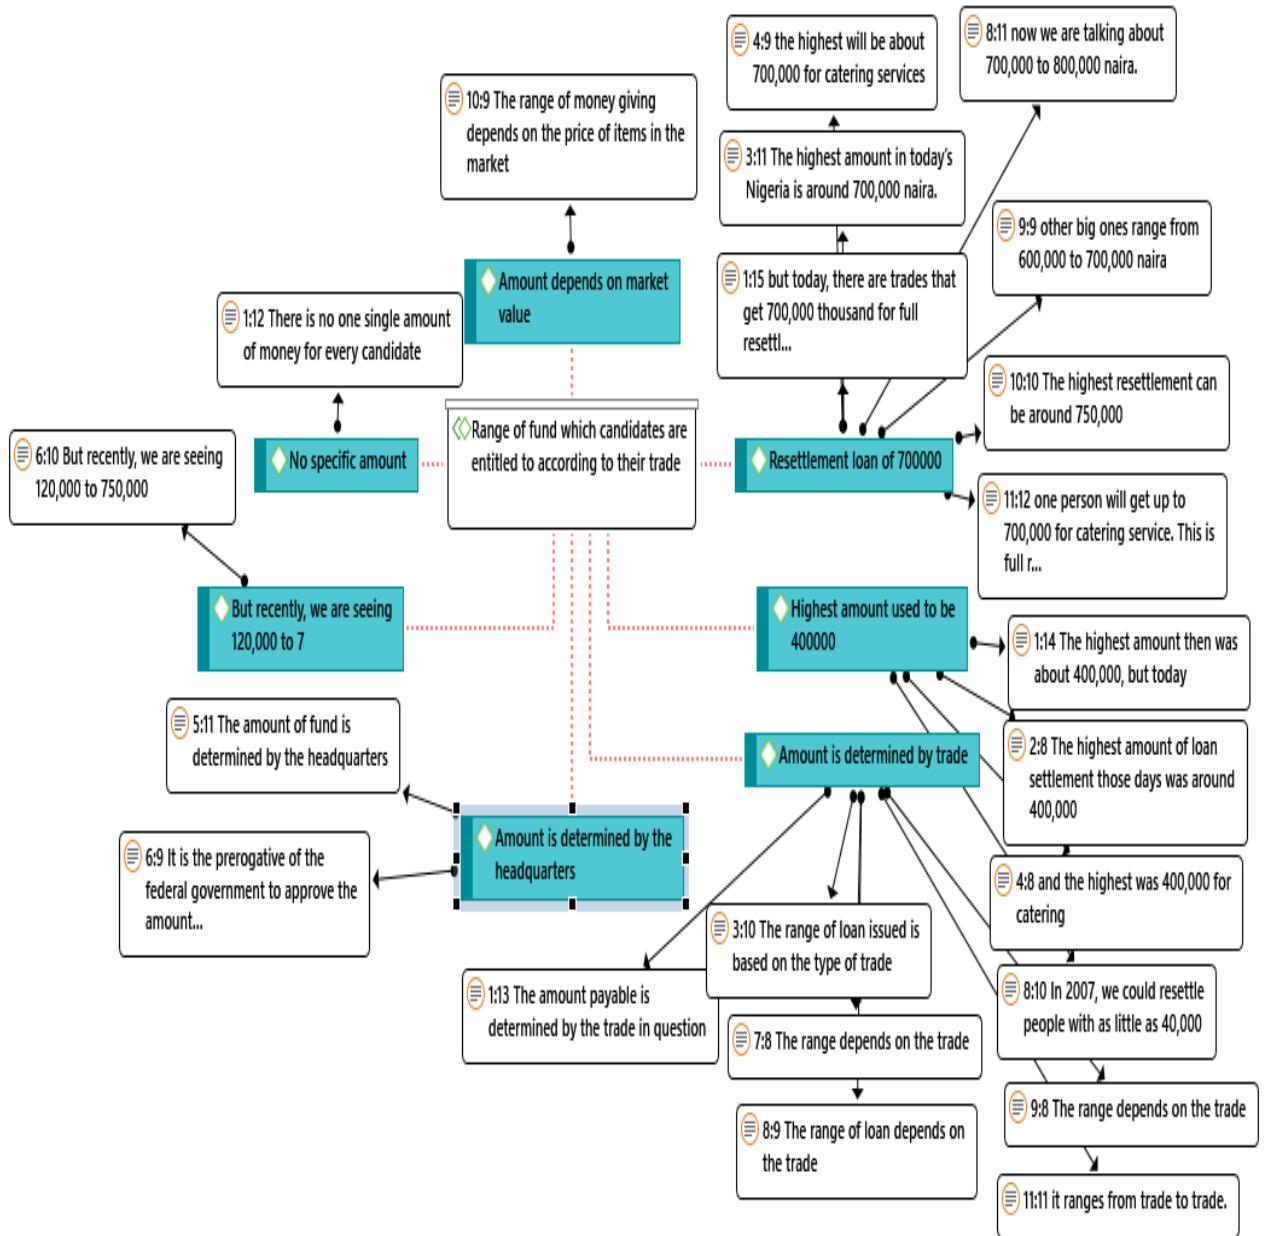 4:9 the highest will be about
700,000 for catering services
8:11 now we are talking about
700,000 to 800,000 naira.
10:9 The range of money giving
depends on the price of items in the
market
3:11 The highest amount in today's
Nigeria is around 700,000 naira.
9:9 other big ones range from
600,000 to 700,000 naira
Amount depends on market
value
1:15 but today, there are trades that
get 700,000 thousand for full
resettl...
1:12 There is no one single amount
of money for every candidate
10:10 The highest resettlement can
be around 750,000
Range of fund which candidates are
entitled to according to their trade
6:10 But recently, we are seeing
120,000 to 750,000
No specific amount
Resettlement loan of 700000
11:12 one person will get up to
700,000 for catering service. This is
full r...
But recently, we are seeing
120,000 to 7
Highest amount used to be
400000
1:14 The highest amount then was
about 400,000, but today
5:11 The amount of fund is
determined by the headquarters
2:8 The highest amount of loan
settlement those days was around
400,000
Amount is determined by trade
Amount is determined by the
headquarters
6:9 It is the prerogative of the
federal government to approve the
amount...
4:8 and the highest was 400,000 for
catering
3:10 The range of loan issued is
based on the type of trade
1:13 The amount payable is
determined by the trade in question
8:10 In 2007, we could resettle
people with as little as 40,000
7:8 The range depends on the trade
9:8 The range depends on the trade
8:9 The range of loan depends on
the trade
11:11 it ranges from trade to trade.